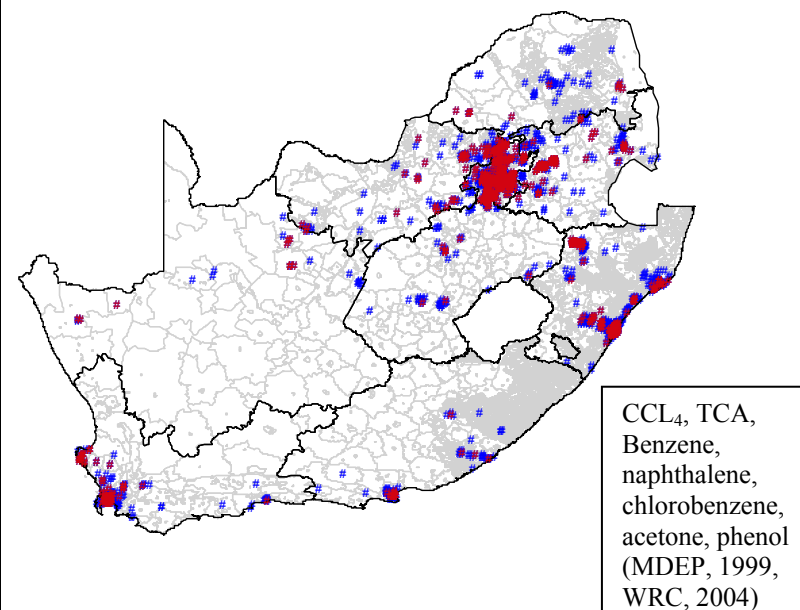 CCL₄, TCA,
Benzene,
naphthalene,
chlorobenzene,
acetone, phenol
(MDEP, 1999,
WRC, 2004)